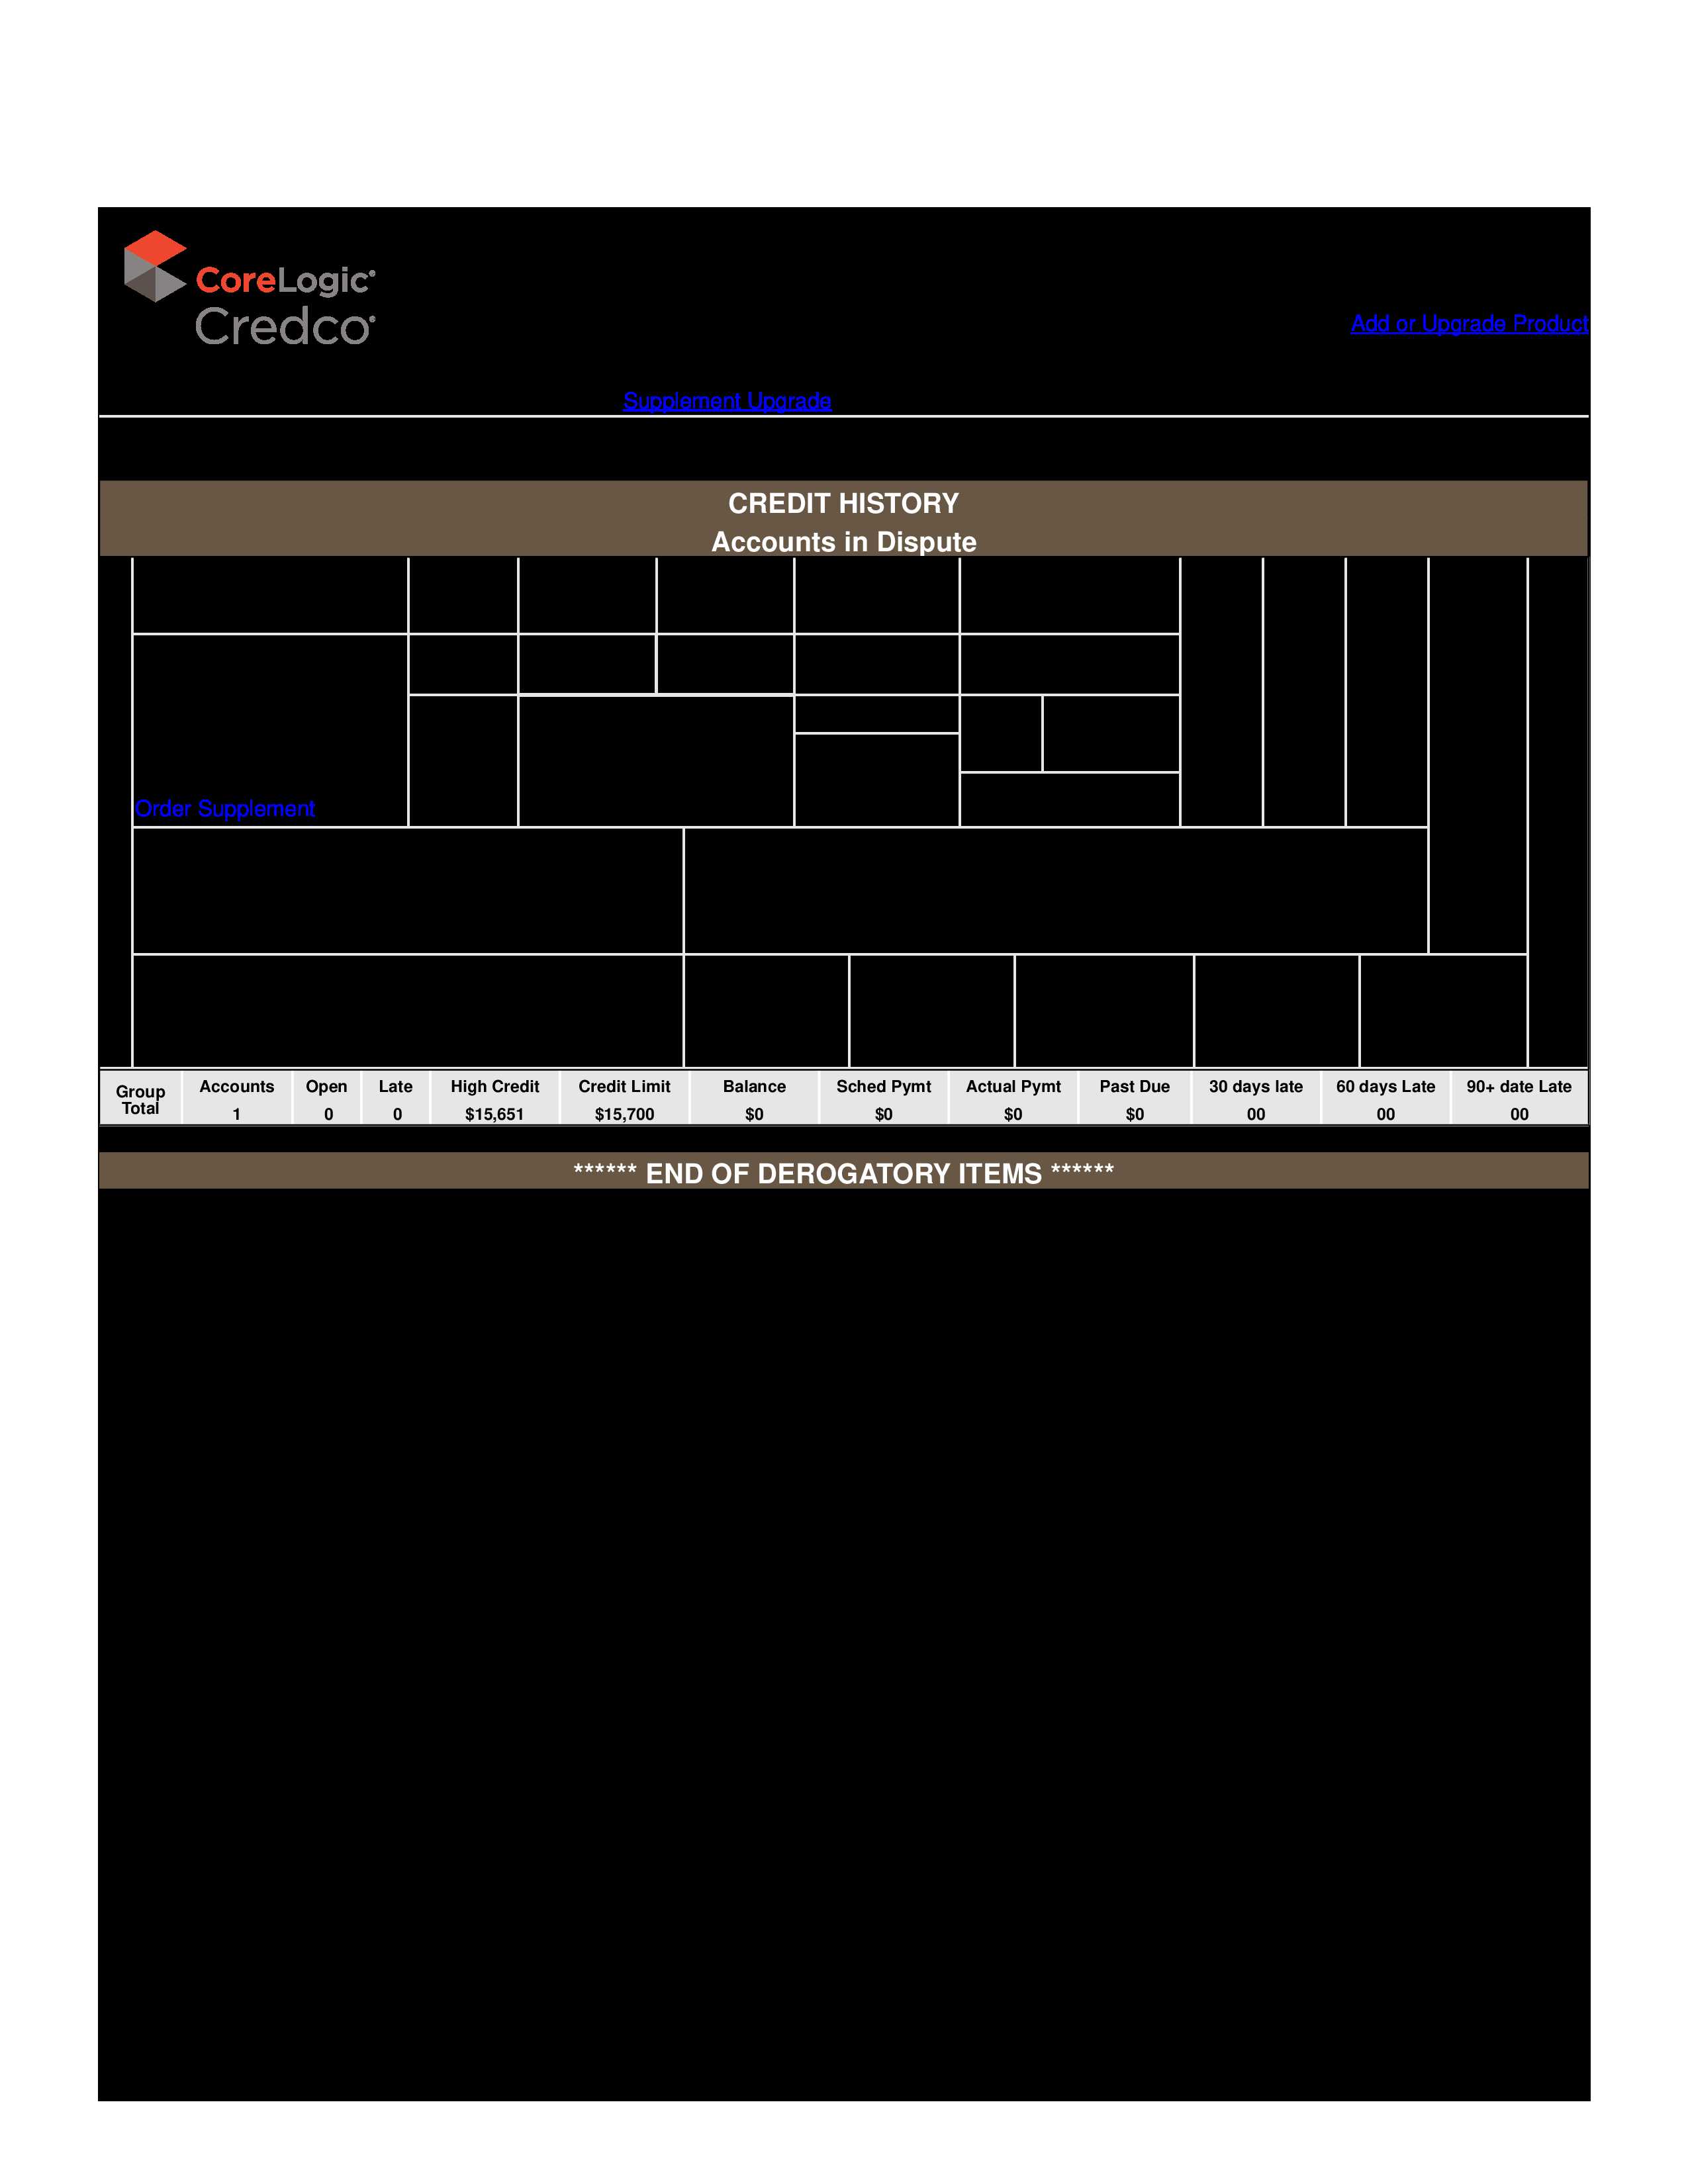 CoreLogic
Credco
Add or Upgrade Product
Supplement Upgrade
CREDIT HISTORY
Accounts in Dispute
Order Supplement
Group Total Accounts Open Late High Credit Credit Limit Balance Sched Pymt Actual Pymt Past Due 30 days late 60 days Late 90+ date Late
1 0 0 $15,651 $15,700 $0 $0 $0 $0 00 00 00
****** END OF DEROGATORY ITEMS ******